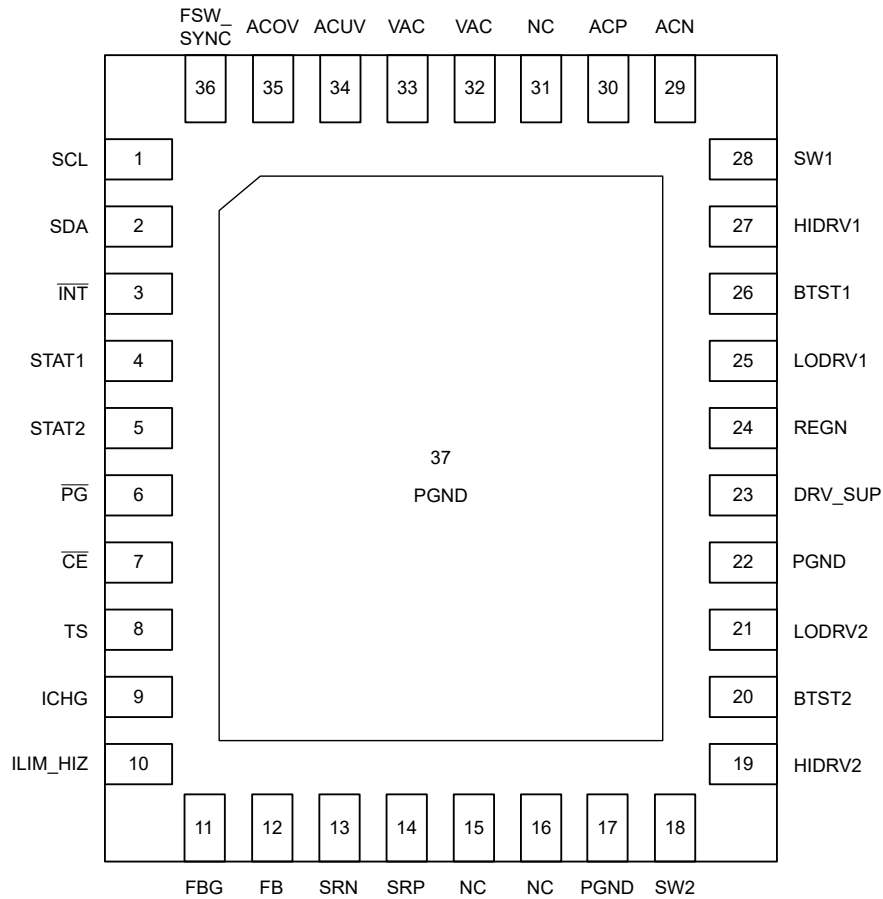 FSW_
SYNC
ACOV
ACUV
VAC
VAC
NC
ACP
ACN
36
35
34
33
32
31
30
29
SCL 1
28 SW1
SDA 2
27 HIDRV1
INT 3
26 BTST1
STAT1 4
25 LODRV1
STAT2 5
24 REGN
37
PGND
PG 6
23 DRV_SUP
CE 7
22 PGND
TS 8
21 LODRV2
ICHG 9
20 BTST2
ILIM_HIZ 10
19 HIDRV2
11
12
13
14
15
16
17
18
FBG
FB
SRN
SRP
NC
NC
PGND
SW2